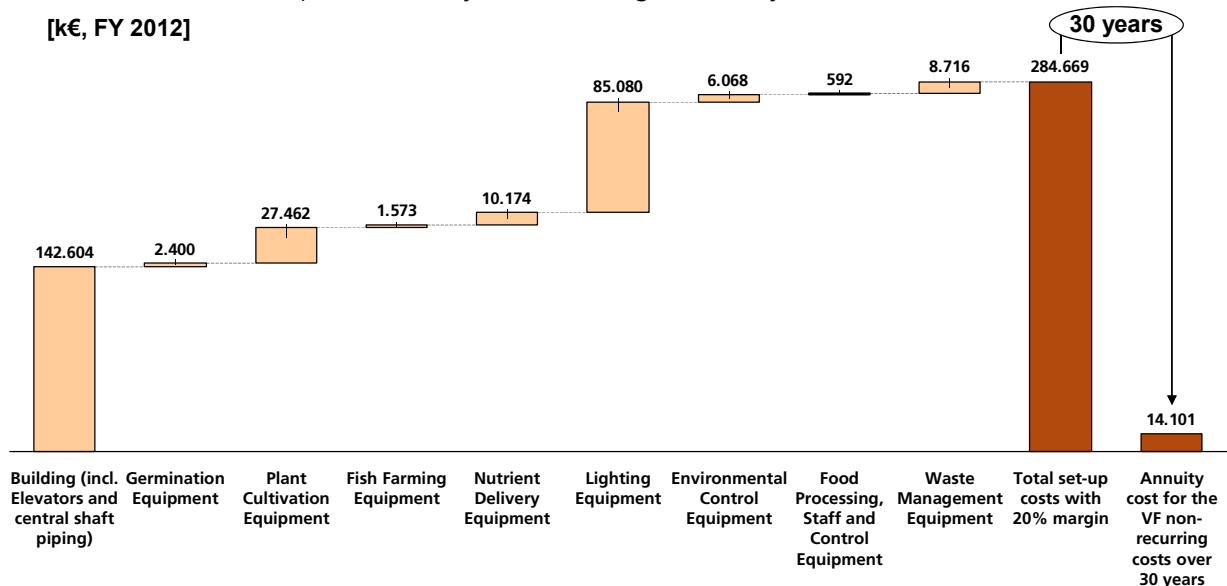 [k€, FY 2012]
30 years
142.604
2.400
27.462
1.573
10.174
85.080
6.068
592
8.716
284.669
14.101
Building (incl.
Elevators and
central shaft
piping)
Germination
Equipment
Plant
Cultivation
Equipment
Fish Farming
Equipment
Nutrient
Delivery
Equipment
Lighting
Equipment
Environmental
Control
Equipment
Food
Processing,
Staff and
Control
Equipment
Waste
Management
Equipment
Total set-up
costs with
20% margin
Annuity
cost for the
VF non-
recurring
costs over
30 years